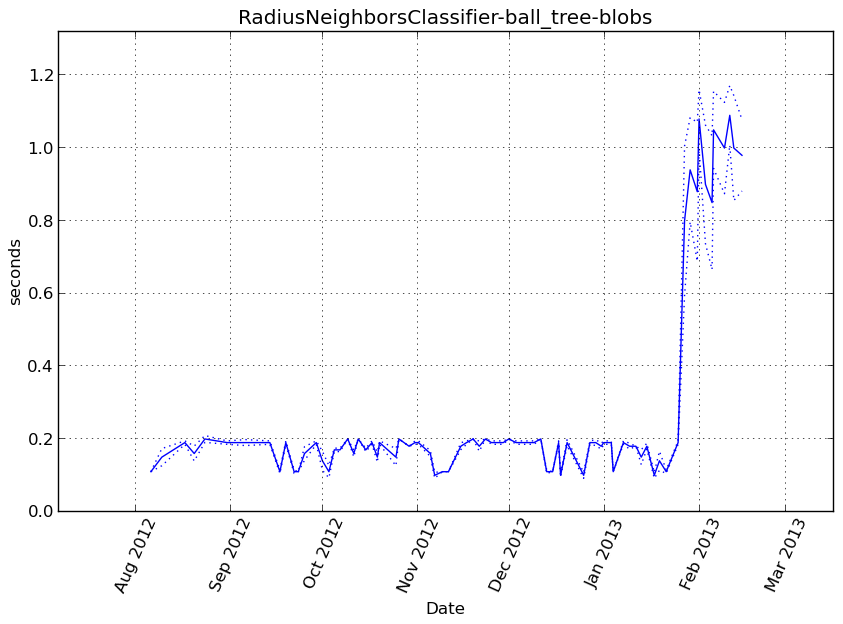 RadiusNeighborsClassifier-ball_tree-blobs
1.2
1.0
0.8
0.6
0.4
0.2
0.0
seconds
Aug 2012
Sep 2012
Oct 2012
Nov 2012
Dec 2012
Jan 2013
Feb 2013
Mar 2013
Date